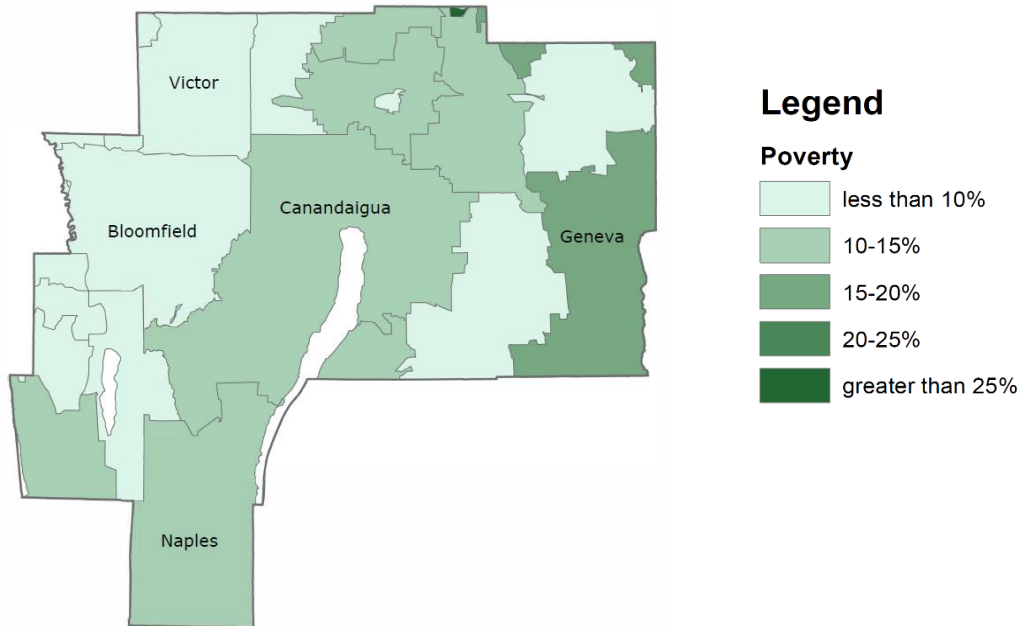 Victor
Canandaigua
Bloomfield
Geneva
Naples
Legend
Poverty
less than 10%
10-15%
15-20%
20-25%
greater than 25%